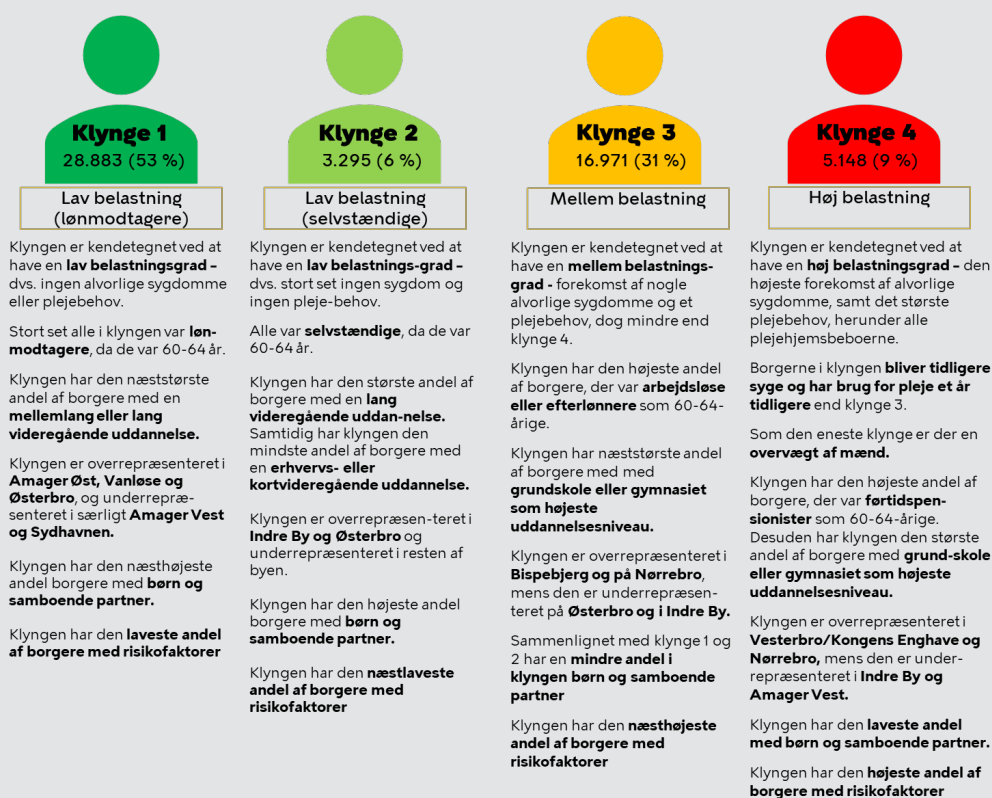 Klynge 1
28.883 (53 %)
Lav belastning
(lønmodtagere)
Klyngen er kendetegnet ved at
have en lav belastningsgrad –
dvs. ingen alvorlige sygdomme
eller plejebehov.
Stort set alle i klyngen var løn-
modtagere, da de var 60-64 år.
Klyngen har den næststørste
andel af borgere med en
mellemlang eller lang
videregående uddannelse.
Klyngen er overrepræsenteret i
Amager Øst, Vanløse og
Østerbro, og underrepræ-
senteret i særligt Amager Vest
og Sydhavnen.
Klyngen har den næsthøjeste
andel borgere med børn og
samboende partner.
Klyngen har den laveste andel
af borgere med risikofaktorer
Klynge 2
3.295 (6 %)
Lav belastning
(selvstændige)
Klyngen er kendetegnet ved at
have en lav belastnings-grad –
dvs. stort set ingen sygdom og
ingen pleje-behov.
Alle var selvstændige, da de var
60-64 år.
Klyngen har den største andel af
borgere med en lang
videregående uddan-nelse.
Samtidig har klyngen den
mindste andel af borgere med
en erhvervs- eller
kortvideregående uddannelse.
Klyngen er overrepræsen-teret i
Indre By og Østerbro og
underrepræsenteret i resten af
byen.
Klyngen har den højeste andel
borgere med børn og
samboende partner.
Klyngen har den næstlaveste
andel af borgere med
risikofaktorer
Klynge 3
16.971 (31 %)
Mellem belastning
Klyngen er kendetegnet ved at
have en mellem belastnings-
grad - forekomst af nogle
alvorlige sygdomme og et
plejebehov, dog mindre end
klynge 4.
Klyngen har den højeste andel
af borgere, der var arbejdsløse
eller efterlønnere som 60-64-
årige.
Klyngen har næststørste andel
af borgere med med
grundskole eller gymnasiet
som højeste
uddannelsesniveau.
Klyngen er overrepræsenteret i
Bispebjerg og på Nørrebro,
mens den er underrepræsen-
teret på Østerbro og i Indre By.
Sammenlignet med klynge 1 og
2 har en mindre andel i
klyngen børn og samboende
partner
Klyngen har den næsthøjeste
andel af borgere med
risikofaktorer
Klynge 4
5.148 (9 %)
Høj belastning
Klyngen er kendetegnet ved at
have en høj belastningsgrad – den
højeste forekomst af alvorlige
sygdomme, samt det største
plejebehov, herunder alle
plejehjemsbeboerne.
Borgerne i klyngen bliver tidligere
syge og har brug for pleje et år
tidligere end klynge 3.
Som den eneste klynge er der en
overvægt af mænd.
Klyngen har den højeste andel af
borgere, der var førtidspen-
sionister som 60-64-årige.
Desuden har klyngen den største
andel af borgere med grund-skole
eller gymnasiet som højeste
uddannelsesniveau.
Klyngen er overrepræsenteret i
Vesterbro/Kongens Enghave og
Nørrebro, mens den er under-
repræsenteret i Indre By og
Amager Vest.
Klyngen har den laveste andel
med børn og samboende partner.
Klyngen har den højeste andel af
borgere med risikofaktorer